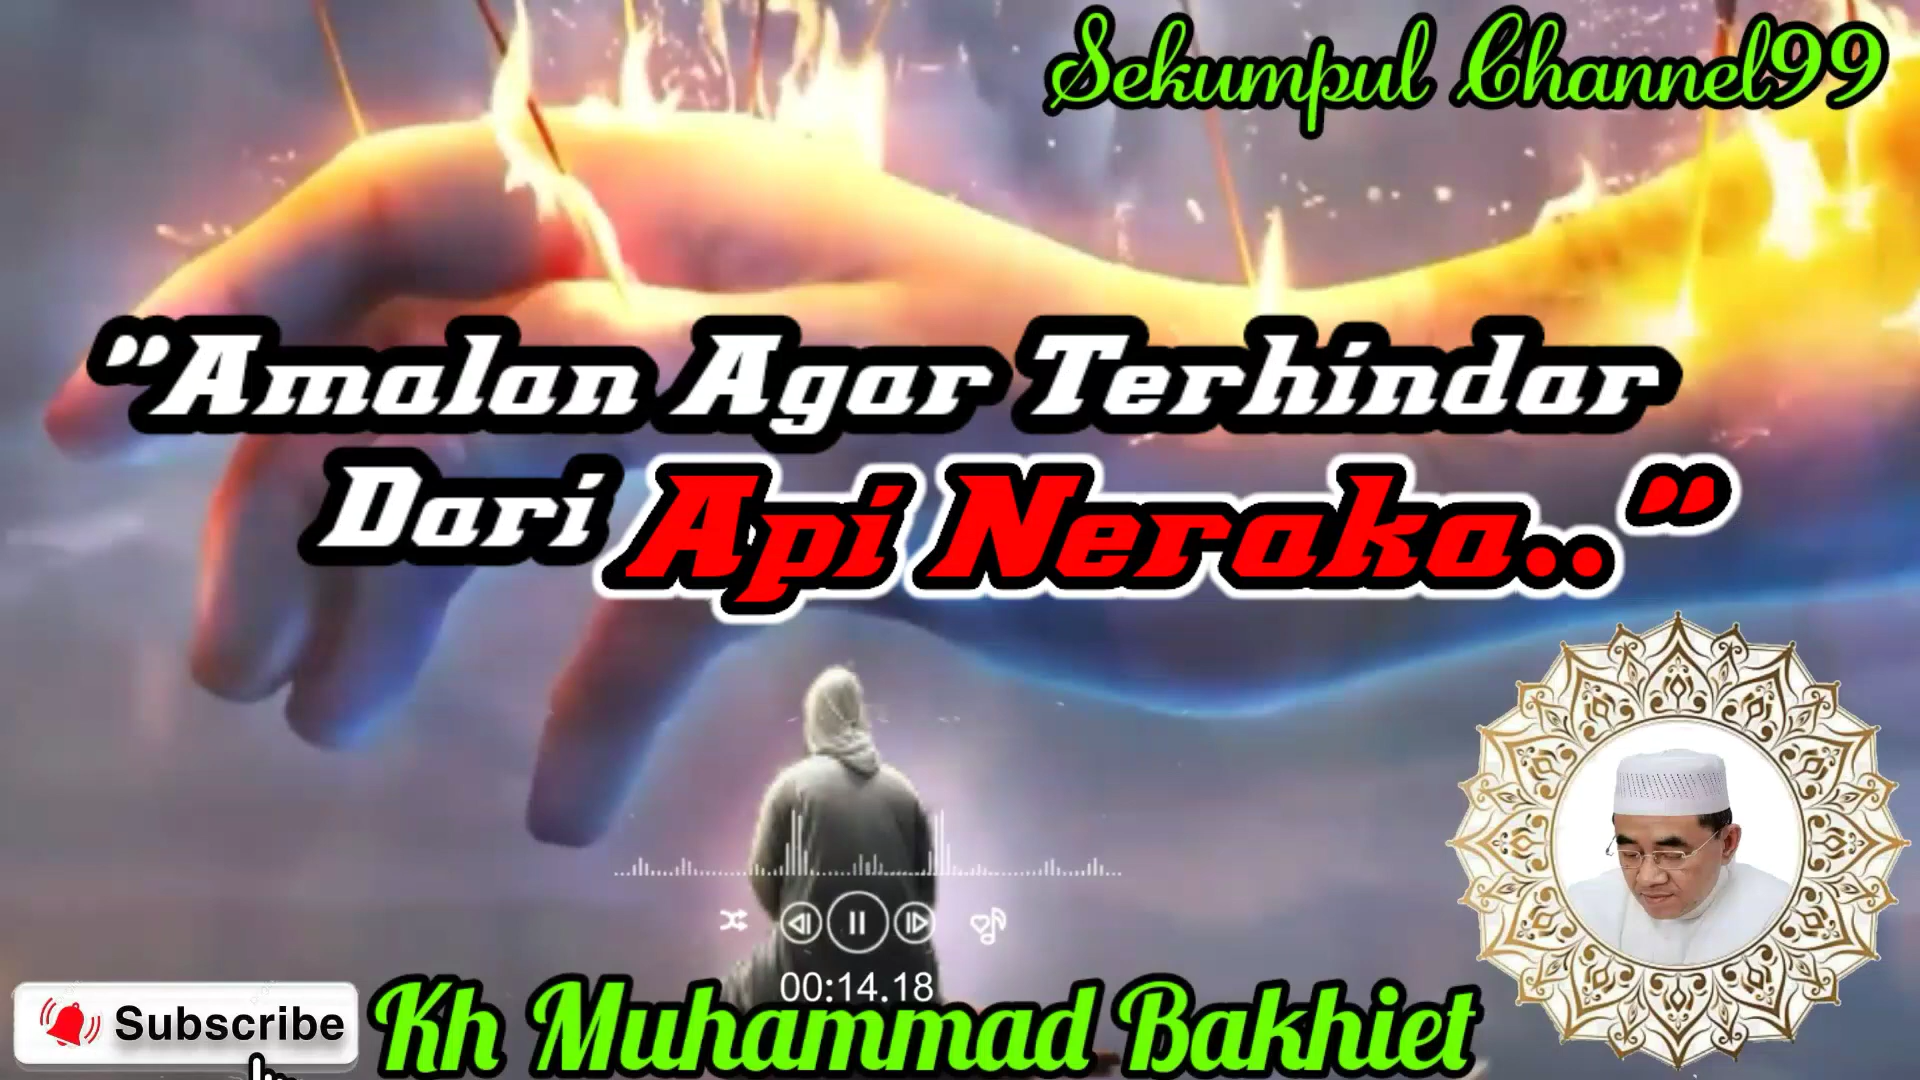 Sekumpul Channel99
"Amalan Agar Terhindar
Dari Api Neraka.."
00:14.18
Subscribe
Kh Muhammad Bakhiet